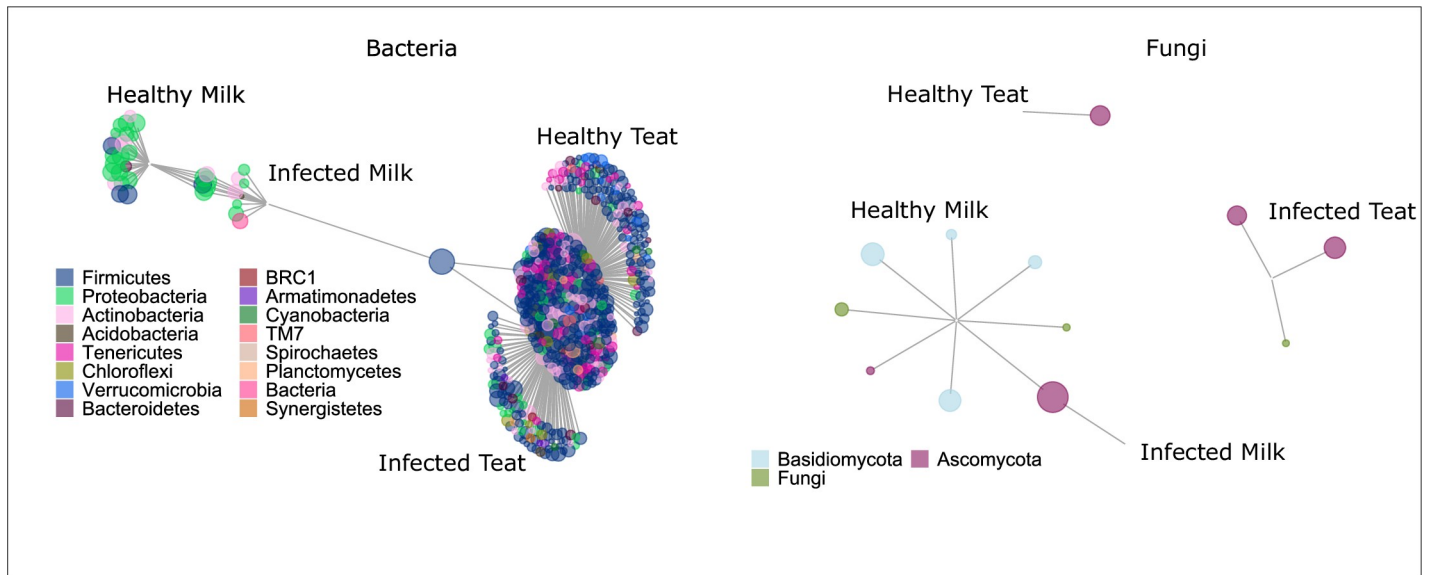 Bacteria
Healthy Milk
Infected Milk
Healthy Teat
Infected Teat
Firmicutes
Proteobacteria
Actinobacteria
Acidobacteria
Tenericutes
Chloroflexi
Verrucomicrobia
Bacteroidetes
BRC1
Armatimonadetes
Cyanobacteria
TM7
Spirochaetes
Planctomycetes
Bacteria
Synergistetes
Fungi
Healthy Teat
Healthy Milk
Infected Teat
Infected Milk
Basidiomycota
Fungi
Ascomycota